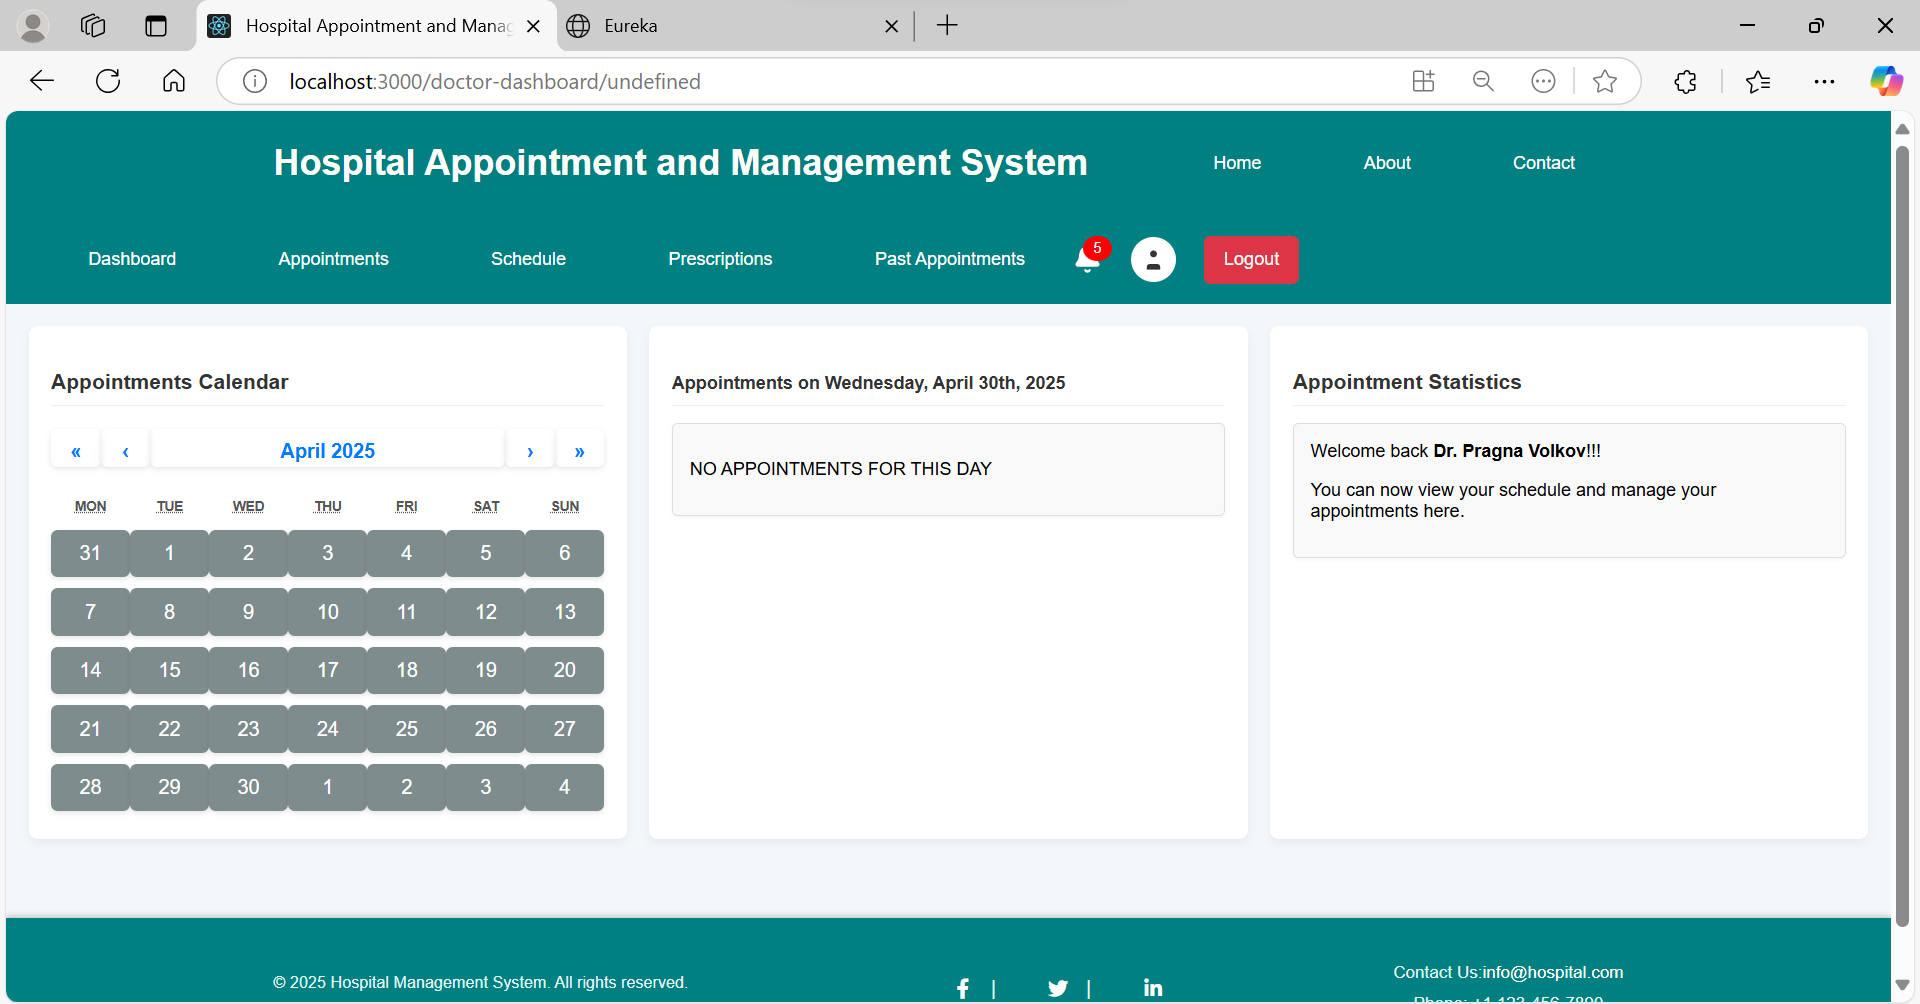 Hospital Appointment and Manag
Eureka
localhost:3000/doctor-dashboard/undefined
Hospital Appointment and Management System
Home
About
Contact
Dashboard
Appointments
Schedule
Prescriptions
Past Appointments
5
Logout
Appointments Calendar
« ‹ April 2025 › »
MON TUE WED THU FRI SAT SUN
31 1 2 3 4 5 6
7 8 9 10 11 12 13
14 15 16 17 18 19 20
21 22 23 24 25 26 27
28 29 30 1 2 3 4
Appointments on Wednesday, April 30th, 2025
NO APPOINTMENTS FOR THIS DAY
Appointment Statistics
Welcome back Dr. Pragna Volkov!!!
You can now view your schedule and manage your
appointments here.
© 2025 Hospital Management System. All rights reserved.
| |
Contact Us:info@hospital.com
Phone: +1-123-456-7890